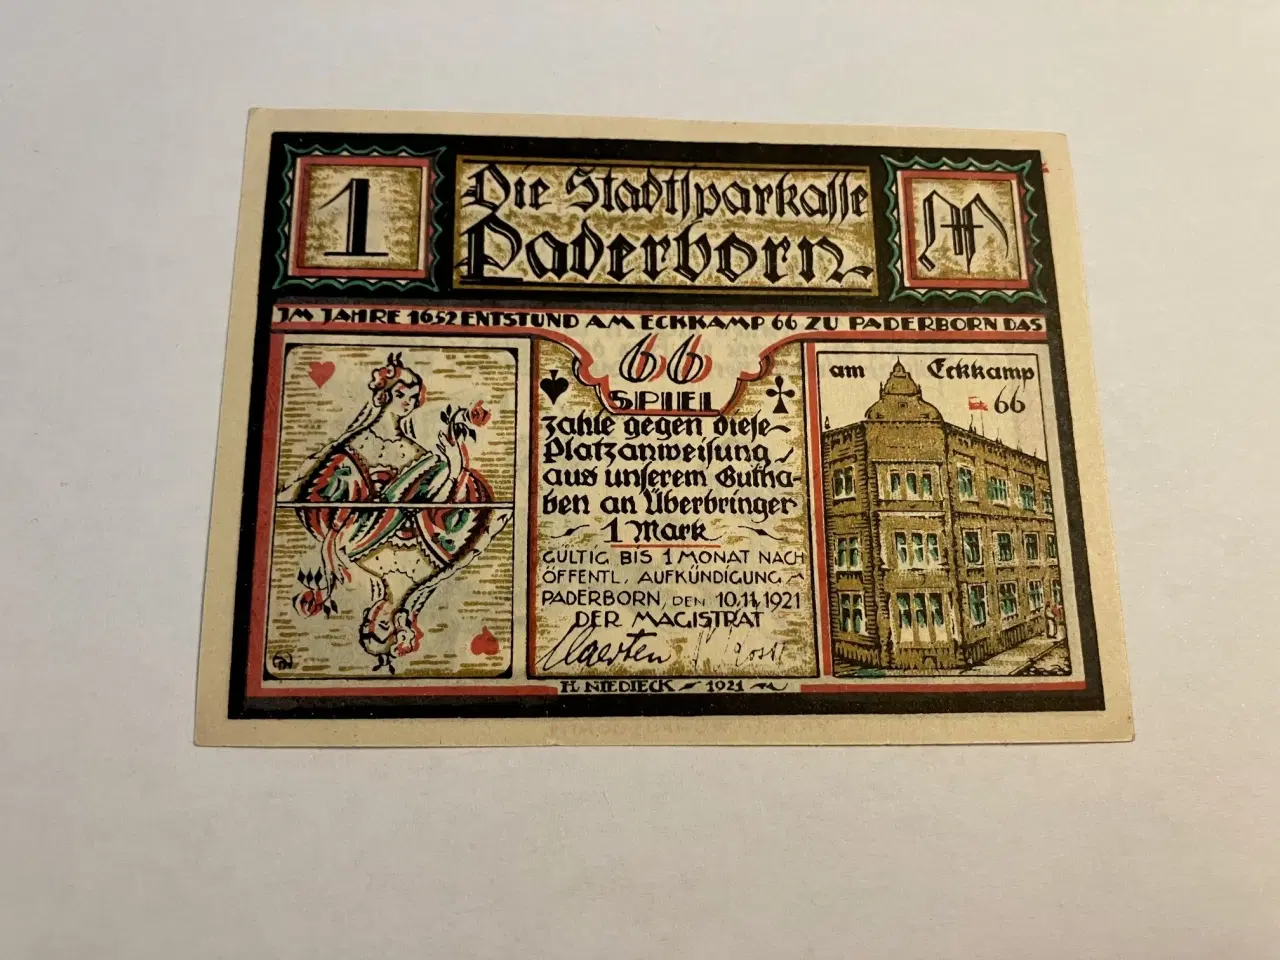 1
Die Stadtsparkasse
Paderborn
M
IM JAHRE 1652 ENTSTUND AM ECKKAMP 66 ZU PADERBORN DAS
66
SPIEL
zahle gegen diese
Platzanweisung
aus unserem Gutha-
ben an Überbringer
1 Mark
GÜLTIG BIS 1 MONAT NACH
ÖFFENTL. AUFKÜNDIGUNG
PADERBORN, DEN 10.11.1921
DER MAGISTRAT
am Eckkamp
66
H. NIEDIECK - 1921